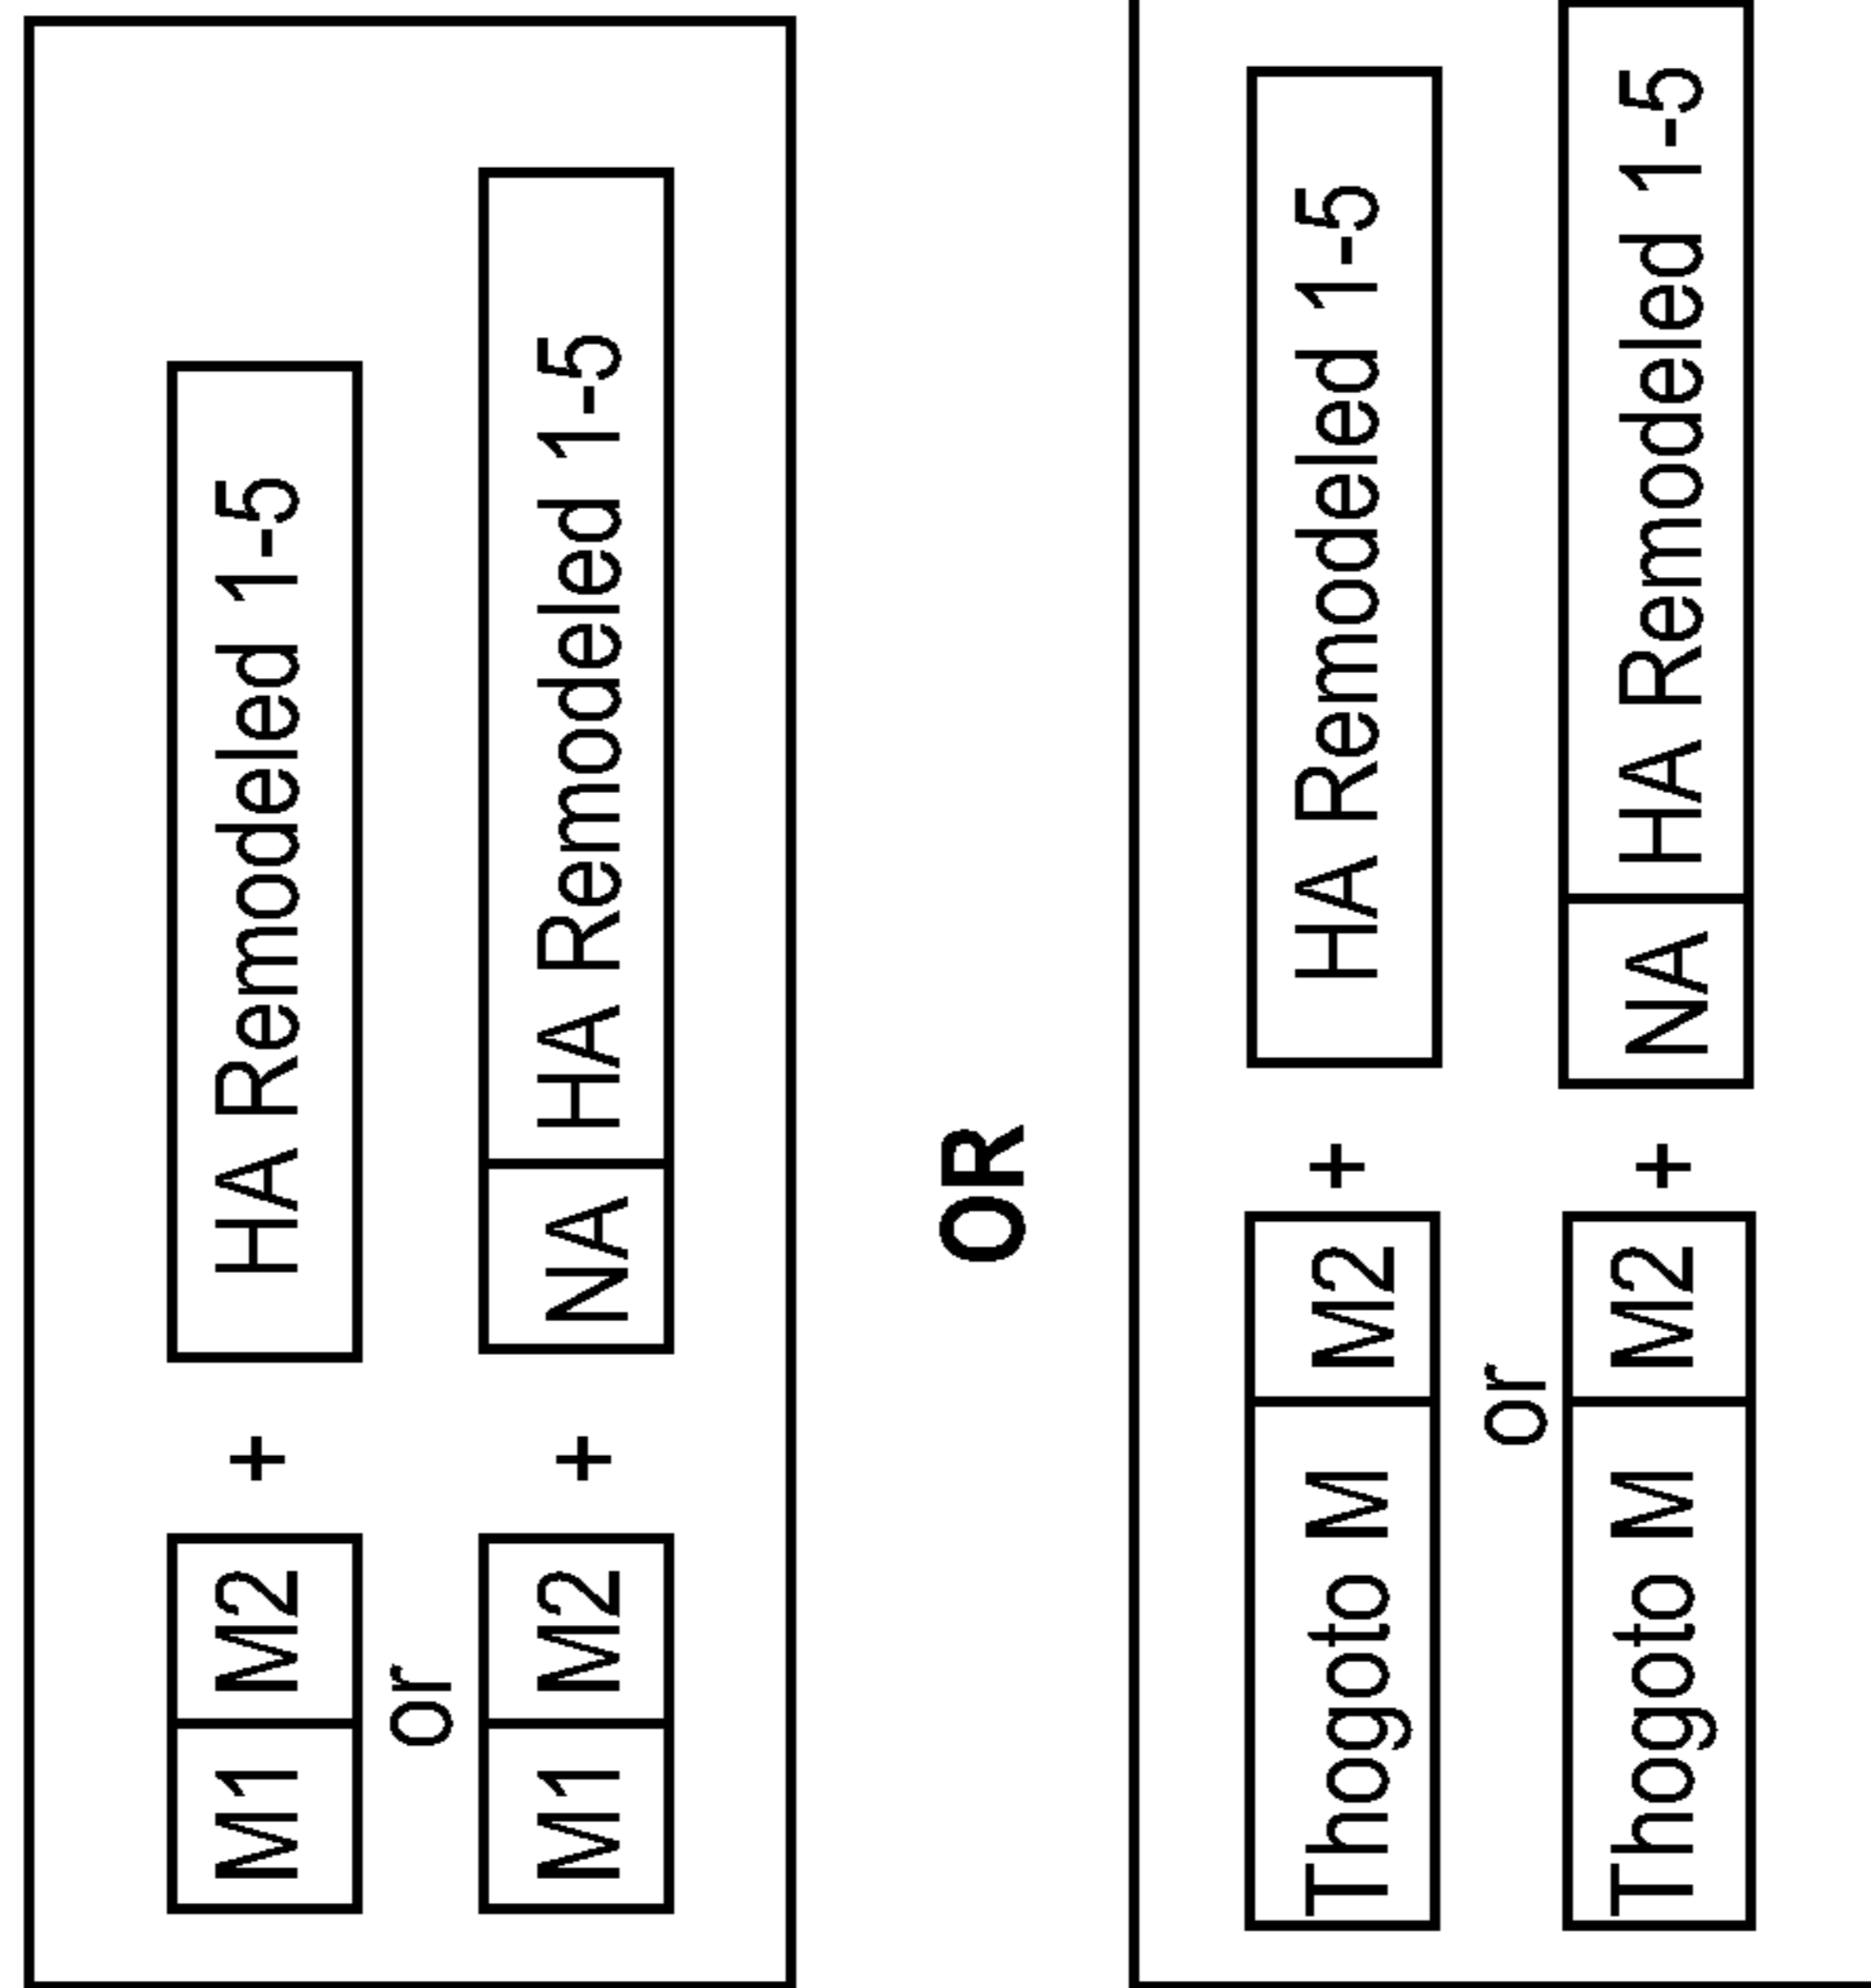 M1 M2 + HA Remodeled 1-5
or
M1 M2 + NA HA Remodeled 1-5
OR
Thogoto M M2 + HA Remodeled 1-5
or
Thogoto M M2 + NA HA Remodeled 1-5